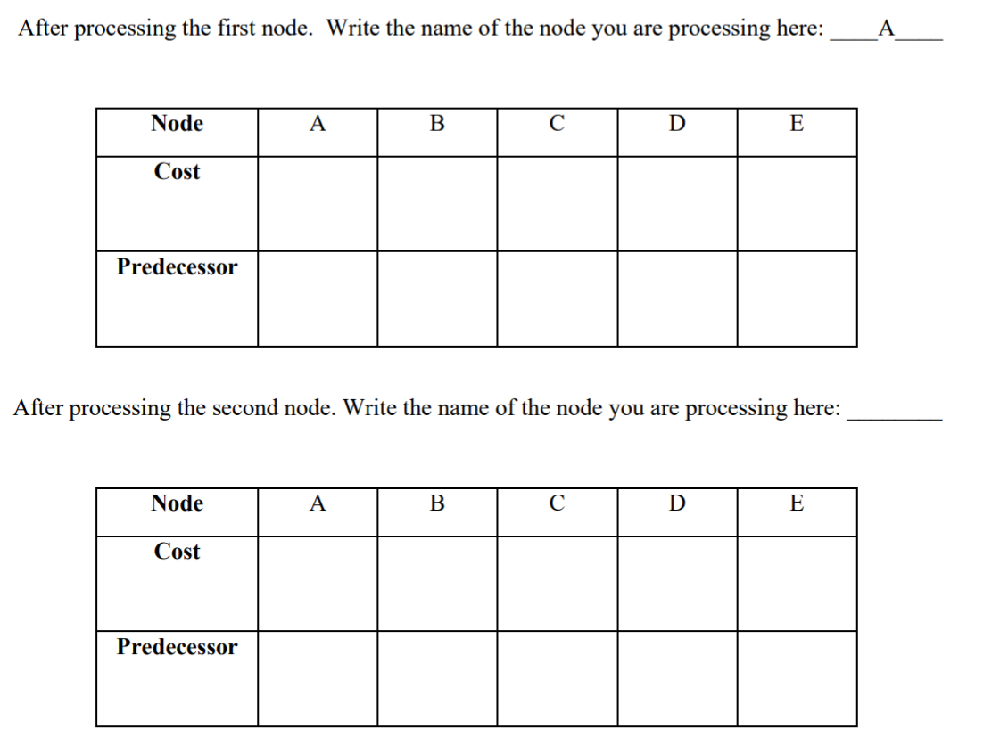 After processing the first node. Write the name of the node you are processing here: ____A____
Node A B C D E
Cost
Predecessor
After processing the second node. Write the name of the node you are processing here: ________
Node A B C D E
Cost
Predecessor